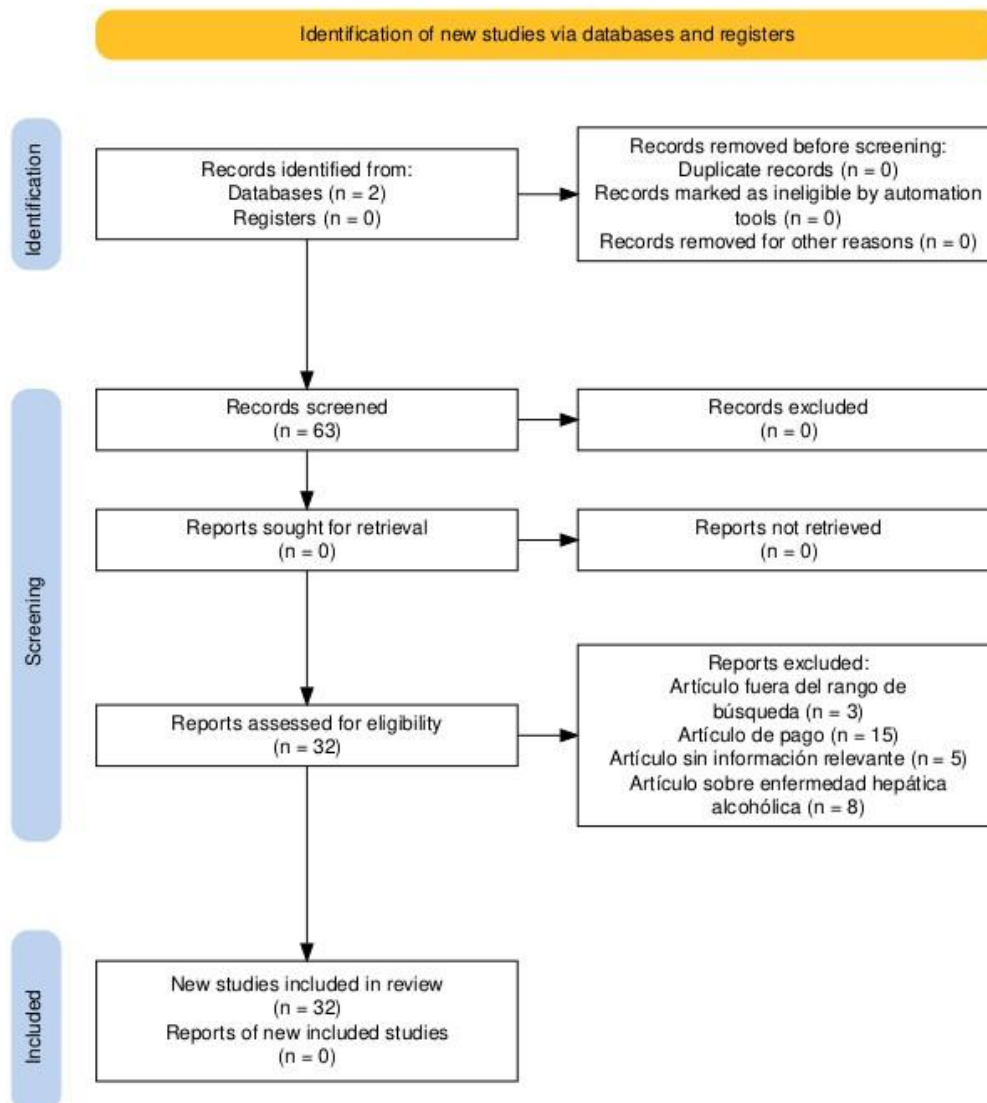 Identification of new studies via databases and registers
Identification
Records identified from:
Databases (n = 2)
Registers (n = 0)
Records removed before screening:
Duplicate records (n = 0)
Records marked as ineligible by automation
tools (n = 0)
Records removed for other reasons (n = 0)
Screening
Records screened
(n = 63)
Records excluded
(n = 0)
Reports sought for retrieval
(n = 0)
Reports not retrieved
(n = 0)
Reports assessed for eligibility
(n = 32)
Reports excluded:
Artículo fuera del rango de
búsqueda (n = 3)
Artículo de pago (n = 15)
Artículo sin información relevante (n = 5)
Artículo sobre enfermedad hepática
alcohólica (n = 8)
Included
New studies included in review
(n = 32)
Reports of new included studies
(n = 0)